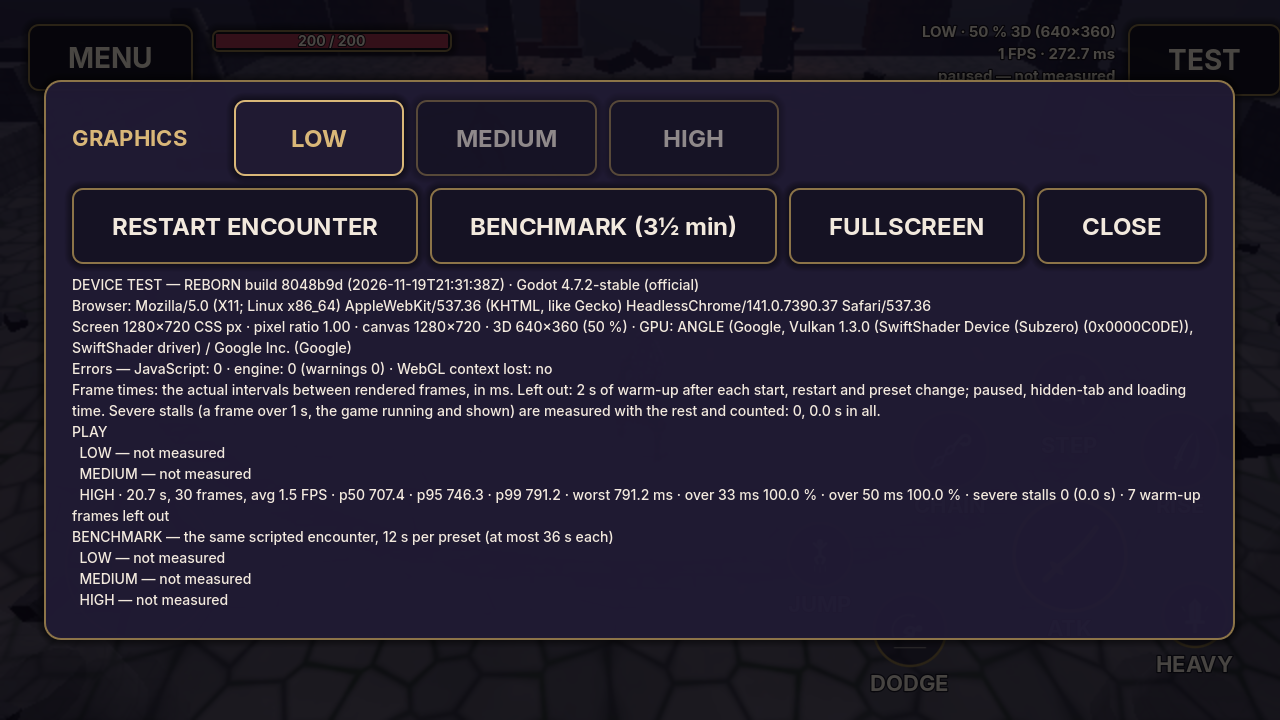 MENU
200 / 200
LOW · 50 % 3D (640×360)
1 FPS · 272.7 ms
paused — not measured
TEST
GRAPHICS
LOW
MEDIUM
HIGH
RESTART ENCOUNTER
BENCHMARK (3½ min)
FULLSCREEN
CLOSE
DEVICE TEST — REBORN build 8048b9d (2026-11-19T21:31:38Z) · Godot 4.7.2-stable (official)
Browser: Mozilla/5.0 (X11; Linux x86_64) AppleWebKit/537.36 (KHTML, like Gecko) HeadlessChrome/141.0.7390.37 Safari/537.36
Screen 1280×720 CSS px · pixel ratio 1.00 · canvas 1280×720 · 3D 640×360 (50 %) · GPU: ANGLE (Google, Vulkan 1.3.0 (SwiftShader Device (Subzero) (0x0000C0DE)),
SwiftShader driver) / Google Inc. (Google)
Errors — JavaScript: 0 · engine: 0 (warnings 0) · WebGL context lost: no
Frame times: the actual intervals between rendered frames, in ms. Left out: 2 s of warm-up after each start, restart and preset change; paused, hidden-tab and loading
time. Severe stalls (a frame over 1 s, the game running and shown) are measured with the rest and counted: 0, 0.0 s in all.
PLAY
LOW — not measured
MEDIUM — not measured
HIGH · 20.7 s, 30 frames, avg 1.5 FPS · p50 707.4 · p95 746.3 · p99 791.2 · worst 791.2 ms · over 33 ms 100.0 % · over 50 ms 100.0 % · severe stalls 0 (0.0 s) · 7 warm-up
frames left out
BENCHMARK — the same scripted encounter, 12 s per preset (at most 36 s each)
LOW — not measured
MEDIUM — not measured
HIGH — not measured
HEAVY
DODGE